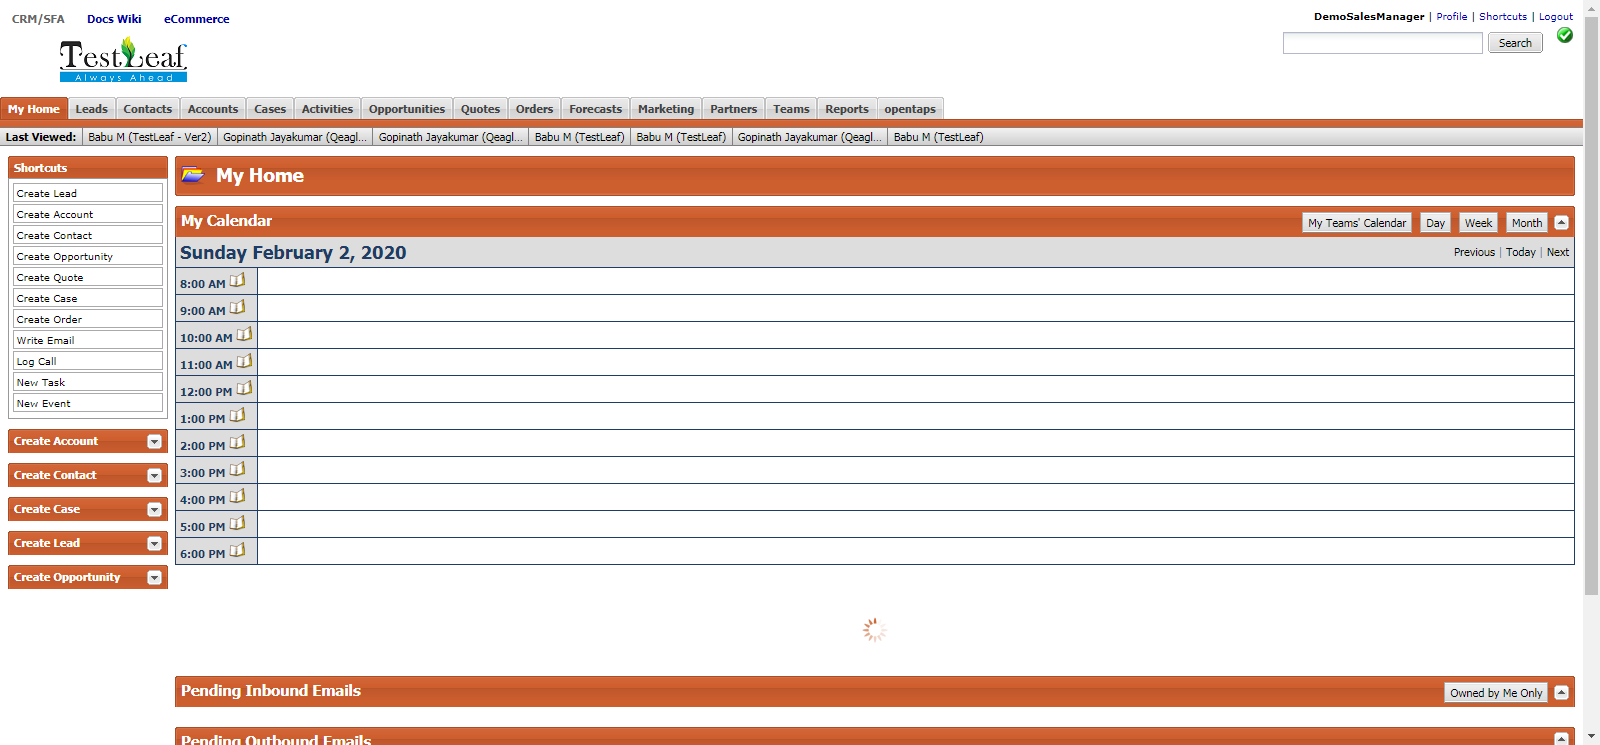 CRM/SFA Docs Wiki eCommerce
DemoSalesManager | Profile | Shortcuts | Logout
TestLeaf
Always Ahead
Search
My Home Leads Contacts Accounts Cases Activities Opportunities Quotes Orders Forecasts Marketing Partners Teams Reports opentaps
Last Viewed: Babu M (TestLeaf - Ver2) Gopinath Jayakumar (Qeagl... Gopinath Jayakumar (Qeagl... Babu M (TestLeaf) Babu M (TestLeaf) Gopinath Jayakumar (Qeagl... Babu M (TestLeaf)
Shortcuts
Create Lead
Create Account
Create Contact
Create Opportunity
Create Quote
Create Case
Create Order
Write Email
Log Call
New Task
New Event
Create Account
Create Contact
Create Case
Create Lead
Create Opportunity
My Home
My Calendar
My Teams' Calendar Day Week Month
Sunday February 2, 2020
Previous | Today | Next
8:00 AM
9:00 AM
10:00 AM
11:00 AM
12:00 PM
1:00 PM
2:00 PM
3:00 PM
4:00 PM
5:00 PM
6:00 PM
Pending Inbound Emails
Owned by Me Only
Pending Outbound Emails